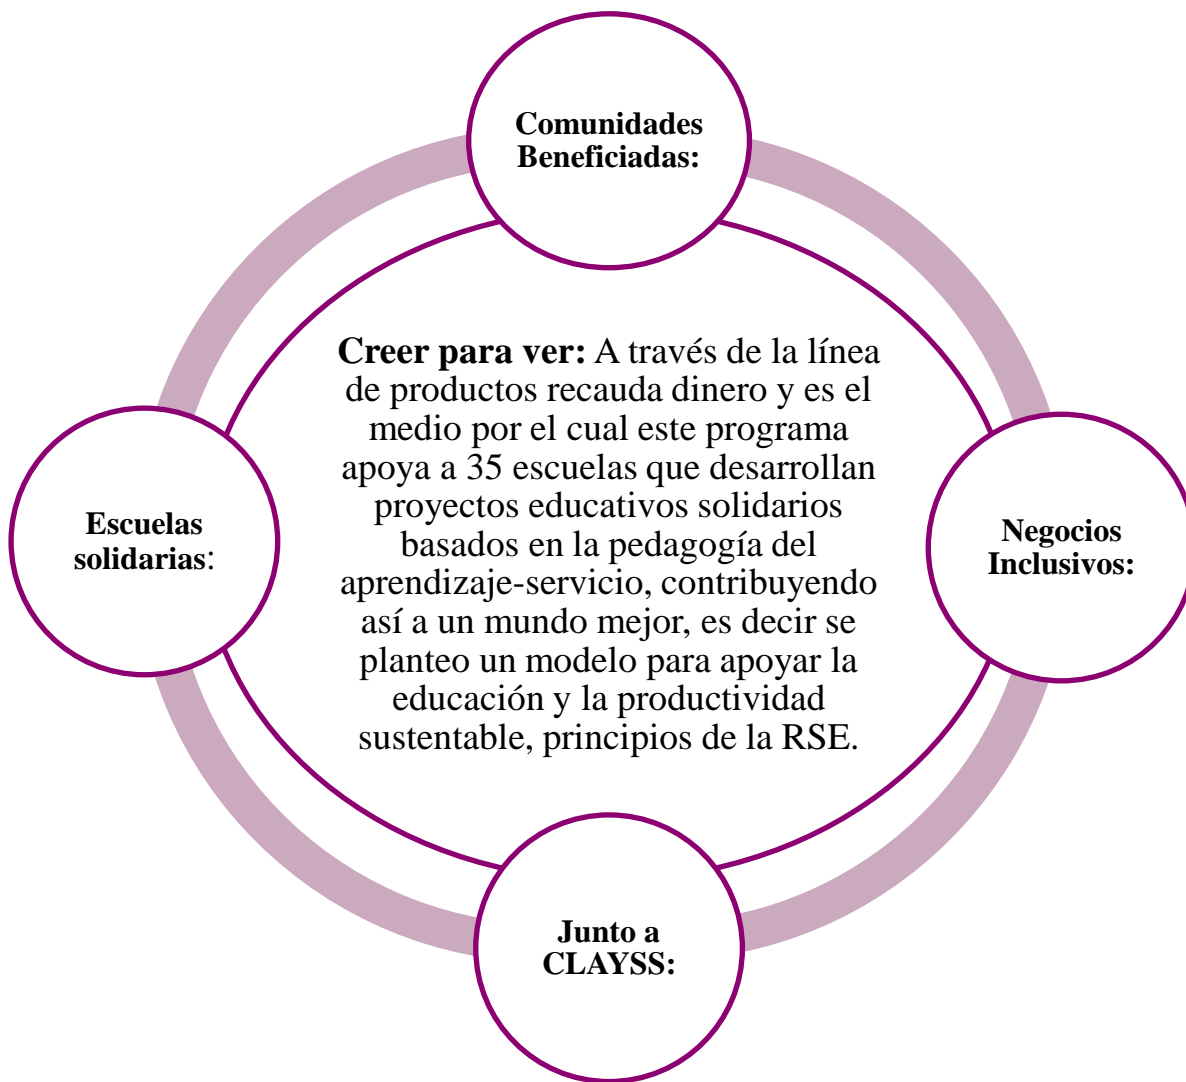 Comunidades
Beneficiadas:
Creer para ver: A través de la línea
de productos recauda dinero y es el
medio por el cual este programa
apoya a 35 escuelas que desarrollan
proyectos educativos solidarios
basados en la pedagogía del
aprendizaje-servicio, contribuyendo
así a un mundo mejor, es decir se
planteo un modelo para apoyar la
educación y la productividad
sustentable, principios de la RSE.
Escuelas
solidarias:
Negocios
Inclusivos:
Junto a
CLAYSS: